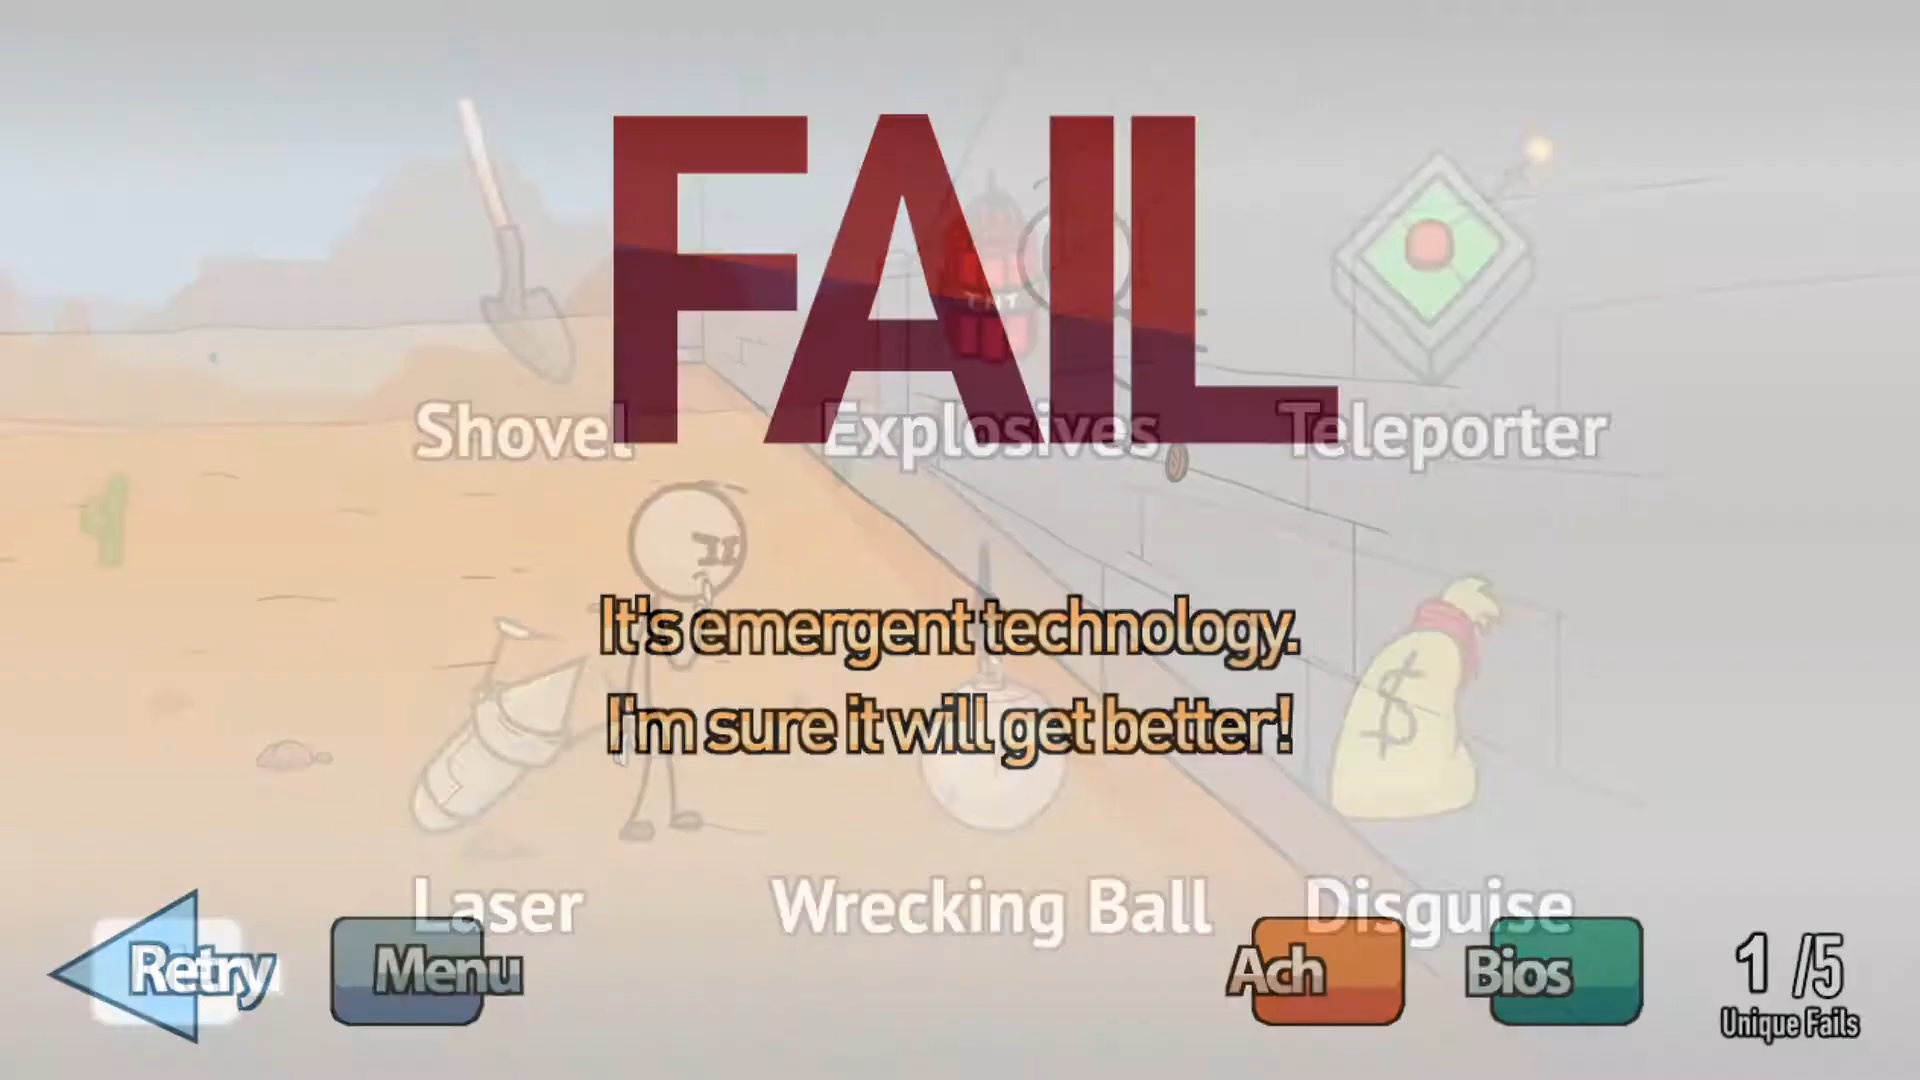 FAIL
TNT
Shovel
Explosives
Teleporter
It's emergent technology.
I'm sure it will get better!
$
Laser
Wrecking Ball
Disguise
Retry
Menu
Ach
Bios
1 /5
Unique Fails